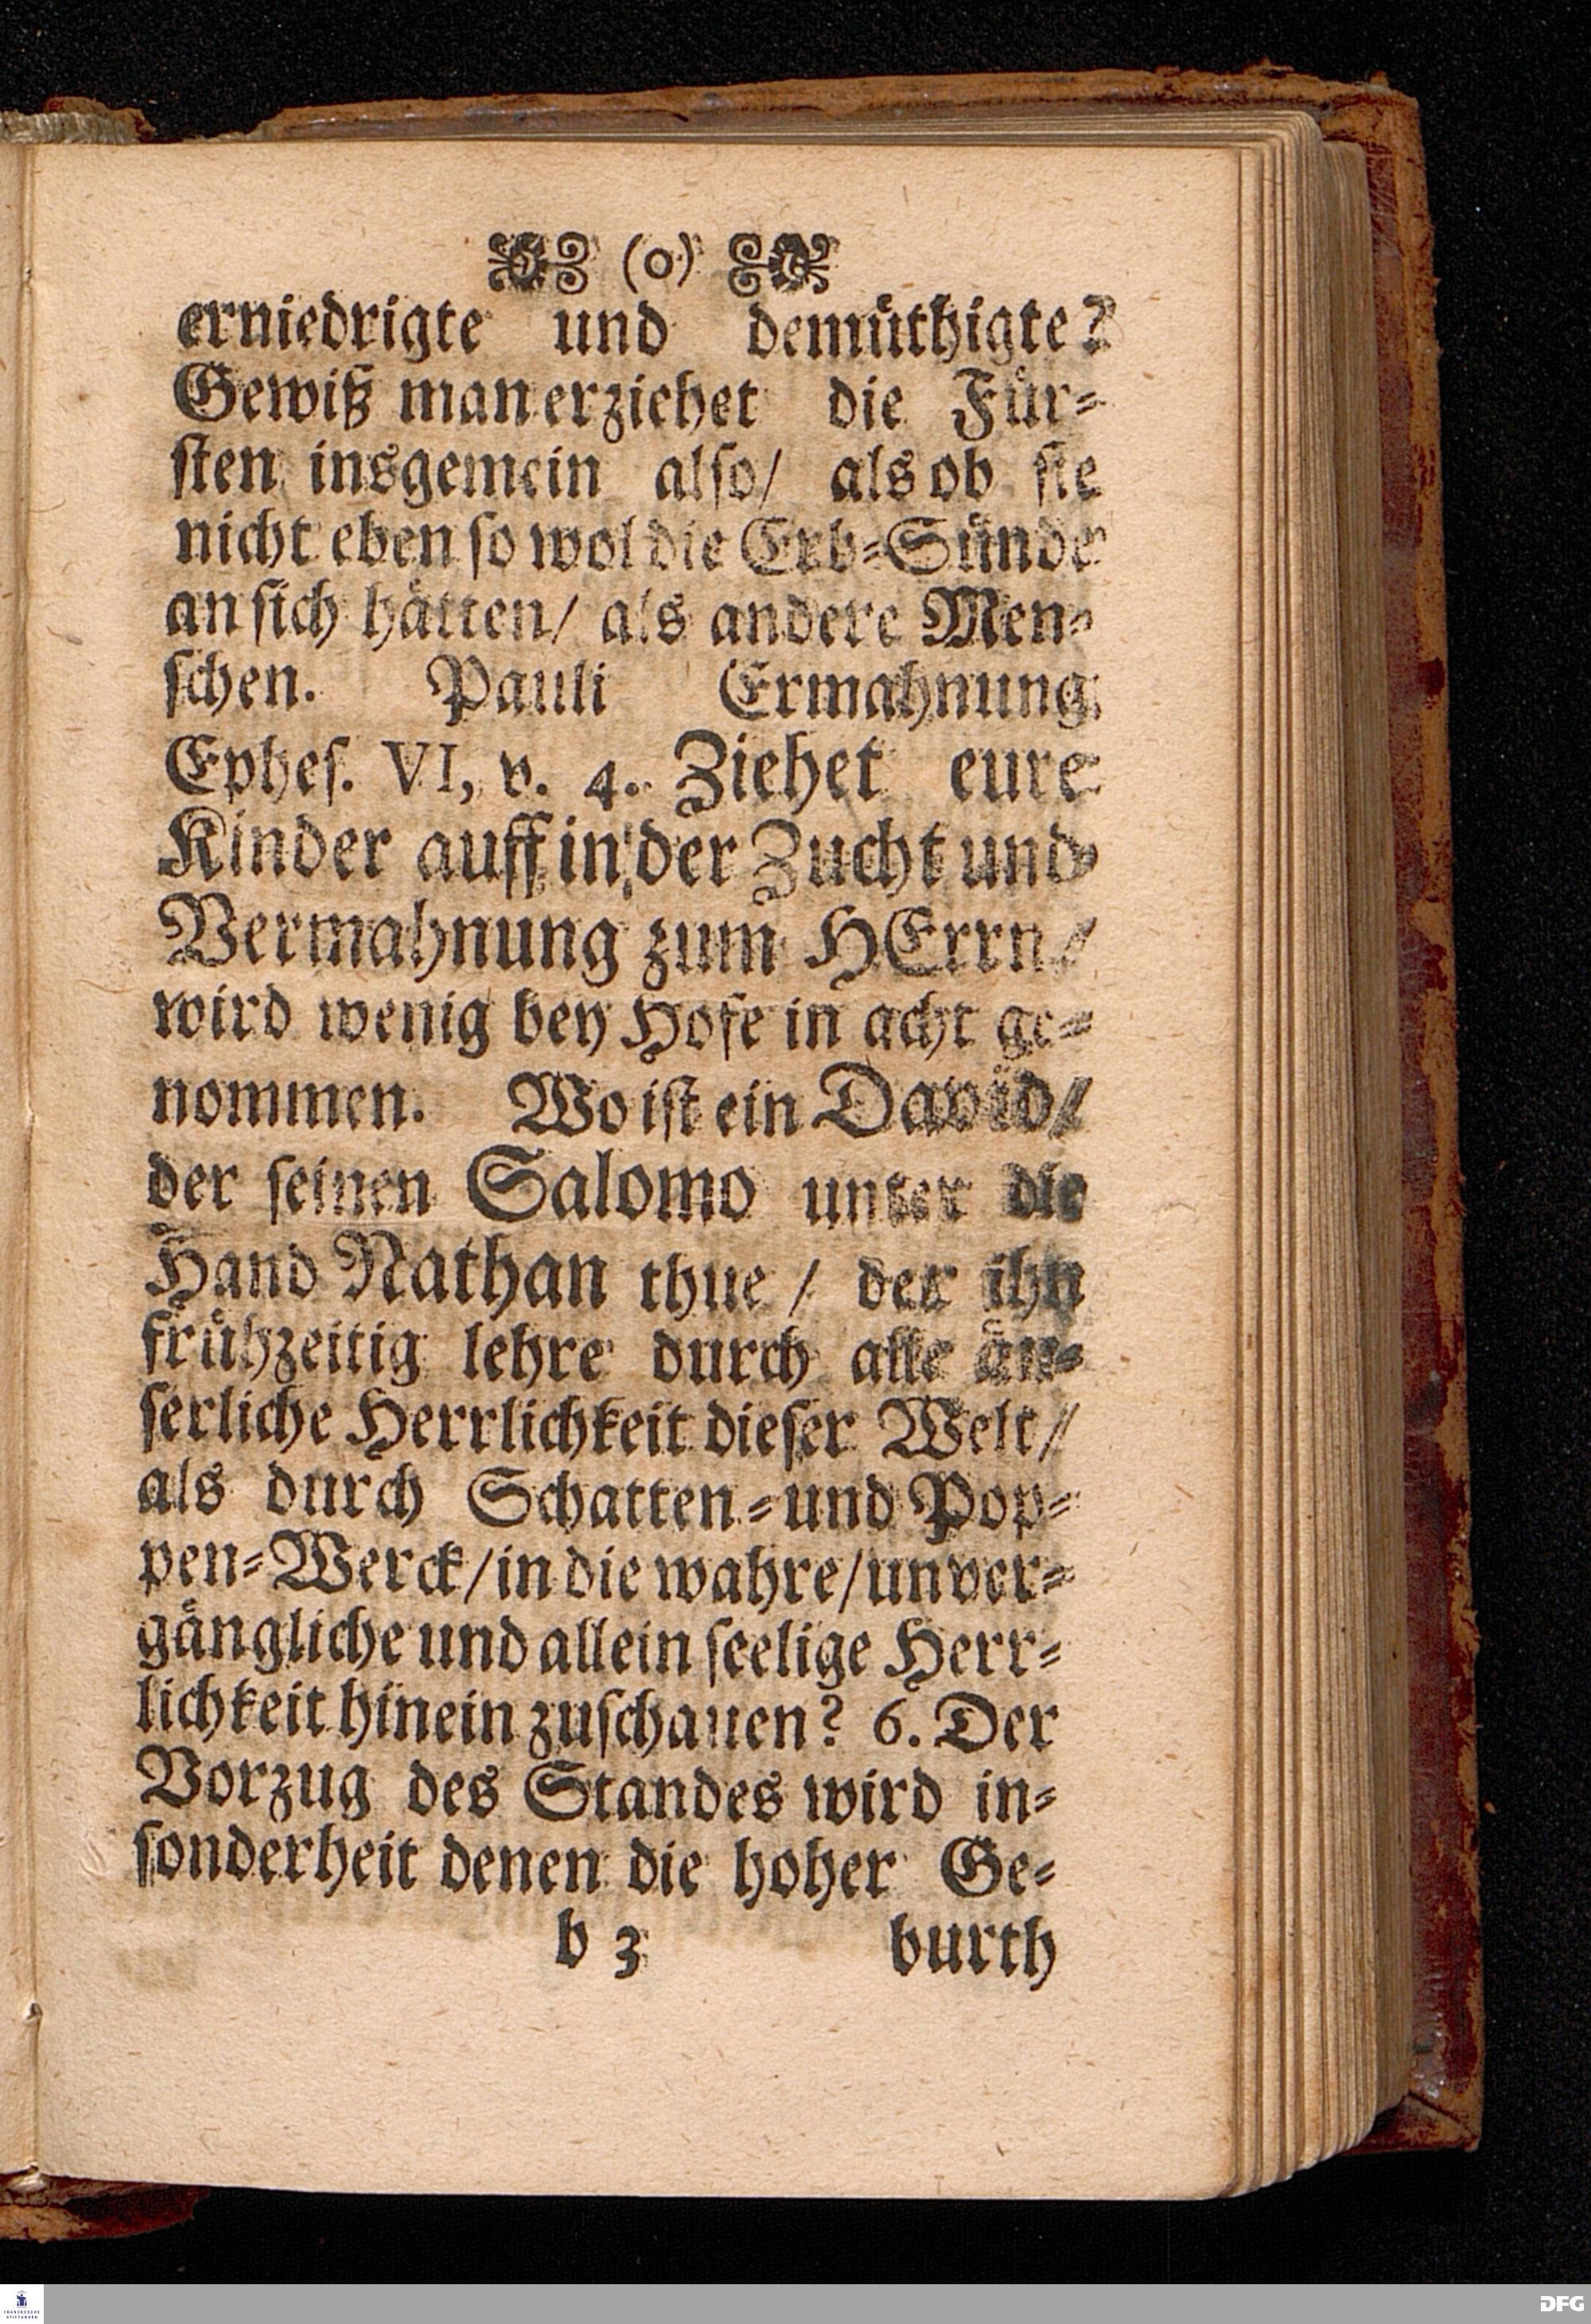 (o)
erniedrigte und demüthigte?
Gewiß man erziehet die Für-
sten insgemein also/ als ob sie
nicht eben so wol die Erb-Sünde
an sich hätten/ als andere Men-
schen. Pauli Ermahnung
Ephes. VI, v. 4. Ziehet eure
Kinder auff in der Zucht und
Vermahnung zum HErrn/
wird wenig bey Hofe in acht ge-
nommen. Wo ist ein David/
der seinen Salomo unter die
Hand Nathan thue / der ihn
frühzeitig lehre durch alle äu-
serliche Herrlichkeit dieser Welt/
als durch Schatten-und Pop-
pen-Werck/in die wahre/unver-
gängliche und allein seelige Herr-
lichkeit hinein zuschauen? 6. Der
Vorzug des Standes wird in-
sonderheit denen die hoher Ge-
b 3 burth
FRANCKESCHE STIFTUNGEN
DFG